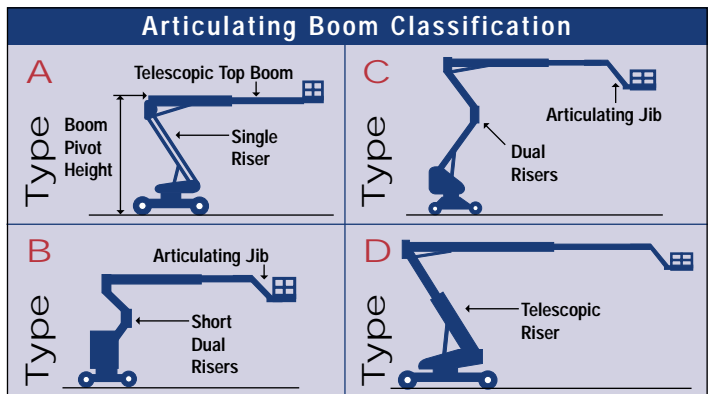 Articulating Boom Classification
Type A
Telescopic Top Boom
Boom
Pivot
Height
Single
Riser
Type C
Articulating Jib
Dual
Risers
Type B
Articulating Jib
Short
Dual
Risers
Type D
Telescopic
Riser